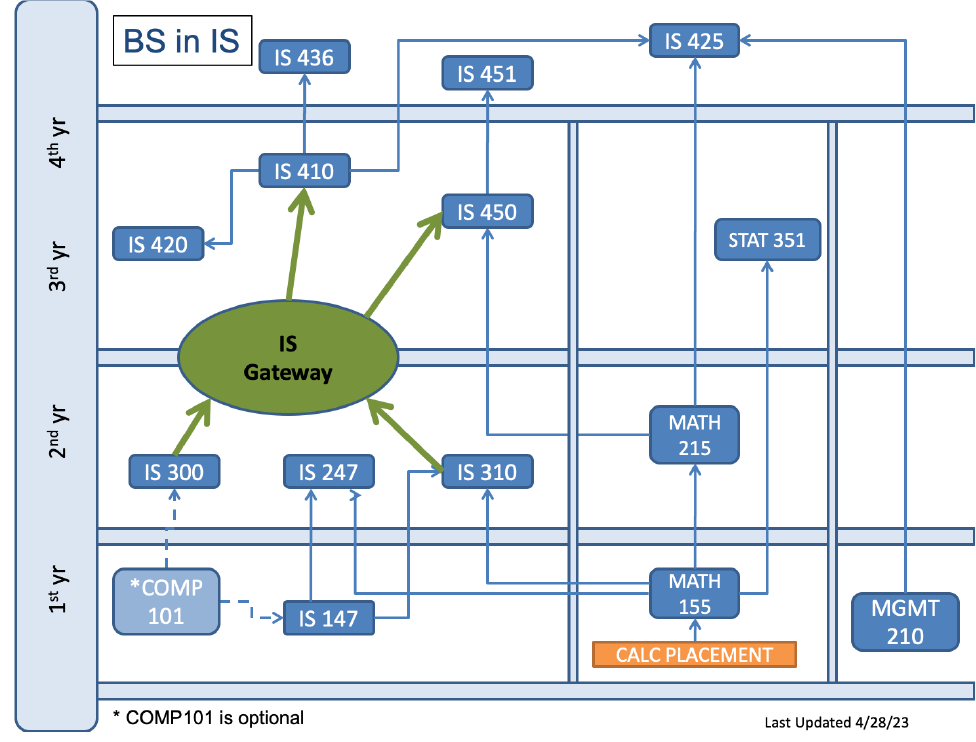 BS in IS
IS 436
IS 451
IS 425
4th yr
IS 410
IS 450
IS 420
STAT 351
3rd yr
IS
Gateway
2nd yr
MATH
215
IS 300
IS 247
IS 310
1st yr
*COMP
101
IS 147
MATH
155
MGMT
210
CALC PLACEMENT
* COMP101 is optional
Last Updated 4/28/23